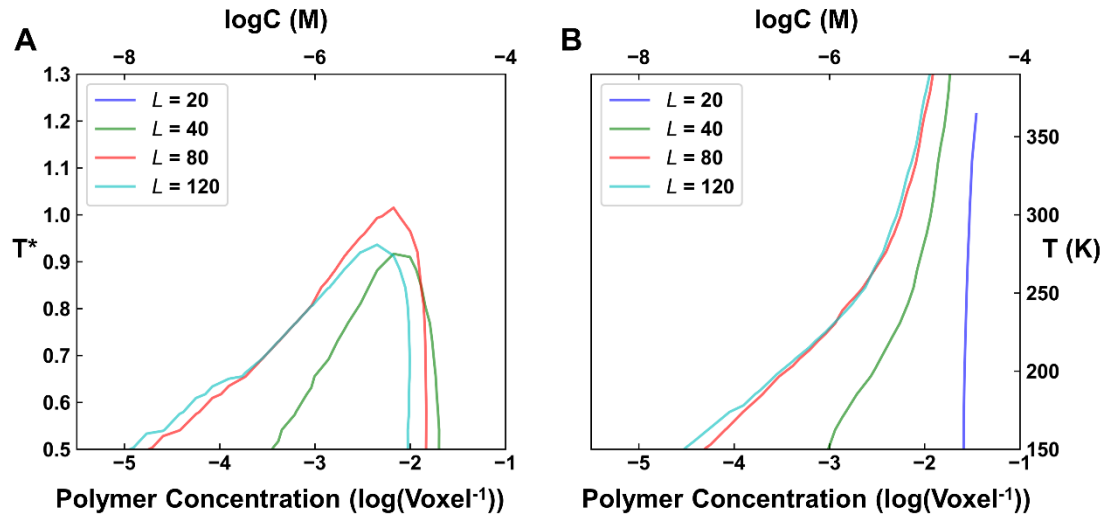 logC (M)
A
−8
−6
−4
1.3
1.2
1.1
1.0
0.9
0.8
0.7
0.6
0.5
T*
L = 20
L = 40
L = 80
L = 120
−5
−4
−3
−2
−1
Polymer Concentration (log(Voxel⁻¹))
logC (M)
B
−8
−6
−4
L = 20
L = 40
L = 80
L = 120
350
300
T (K)
250
200
150
−5
−4
−3
−2
−1
Polymer Concentration (log(Voxel⁻¹))